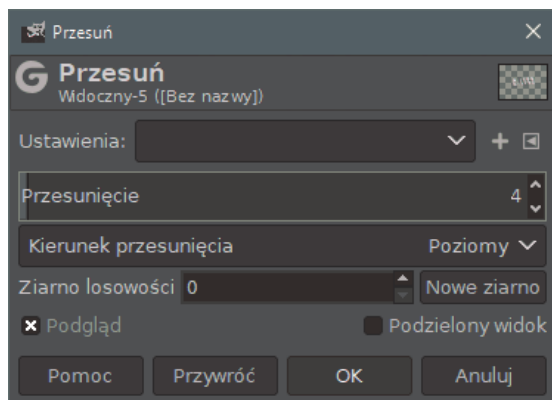 Przesuń
Przesuń
Widoczny-5 ([Bez nazwy])
Ustawienia:
Przesunięcie 4
Kierunek przesunięcia Poziomy
Ziarno losowości 0 Nowe ziarno
Podgląd Podzielony widok
Pomoc Przywróć OK Anuluj